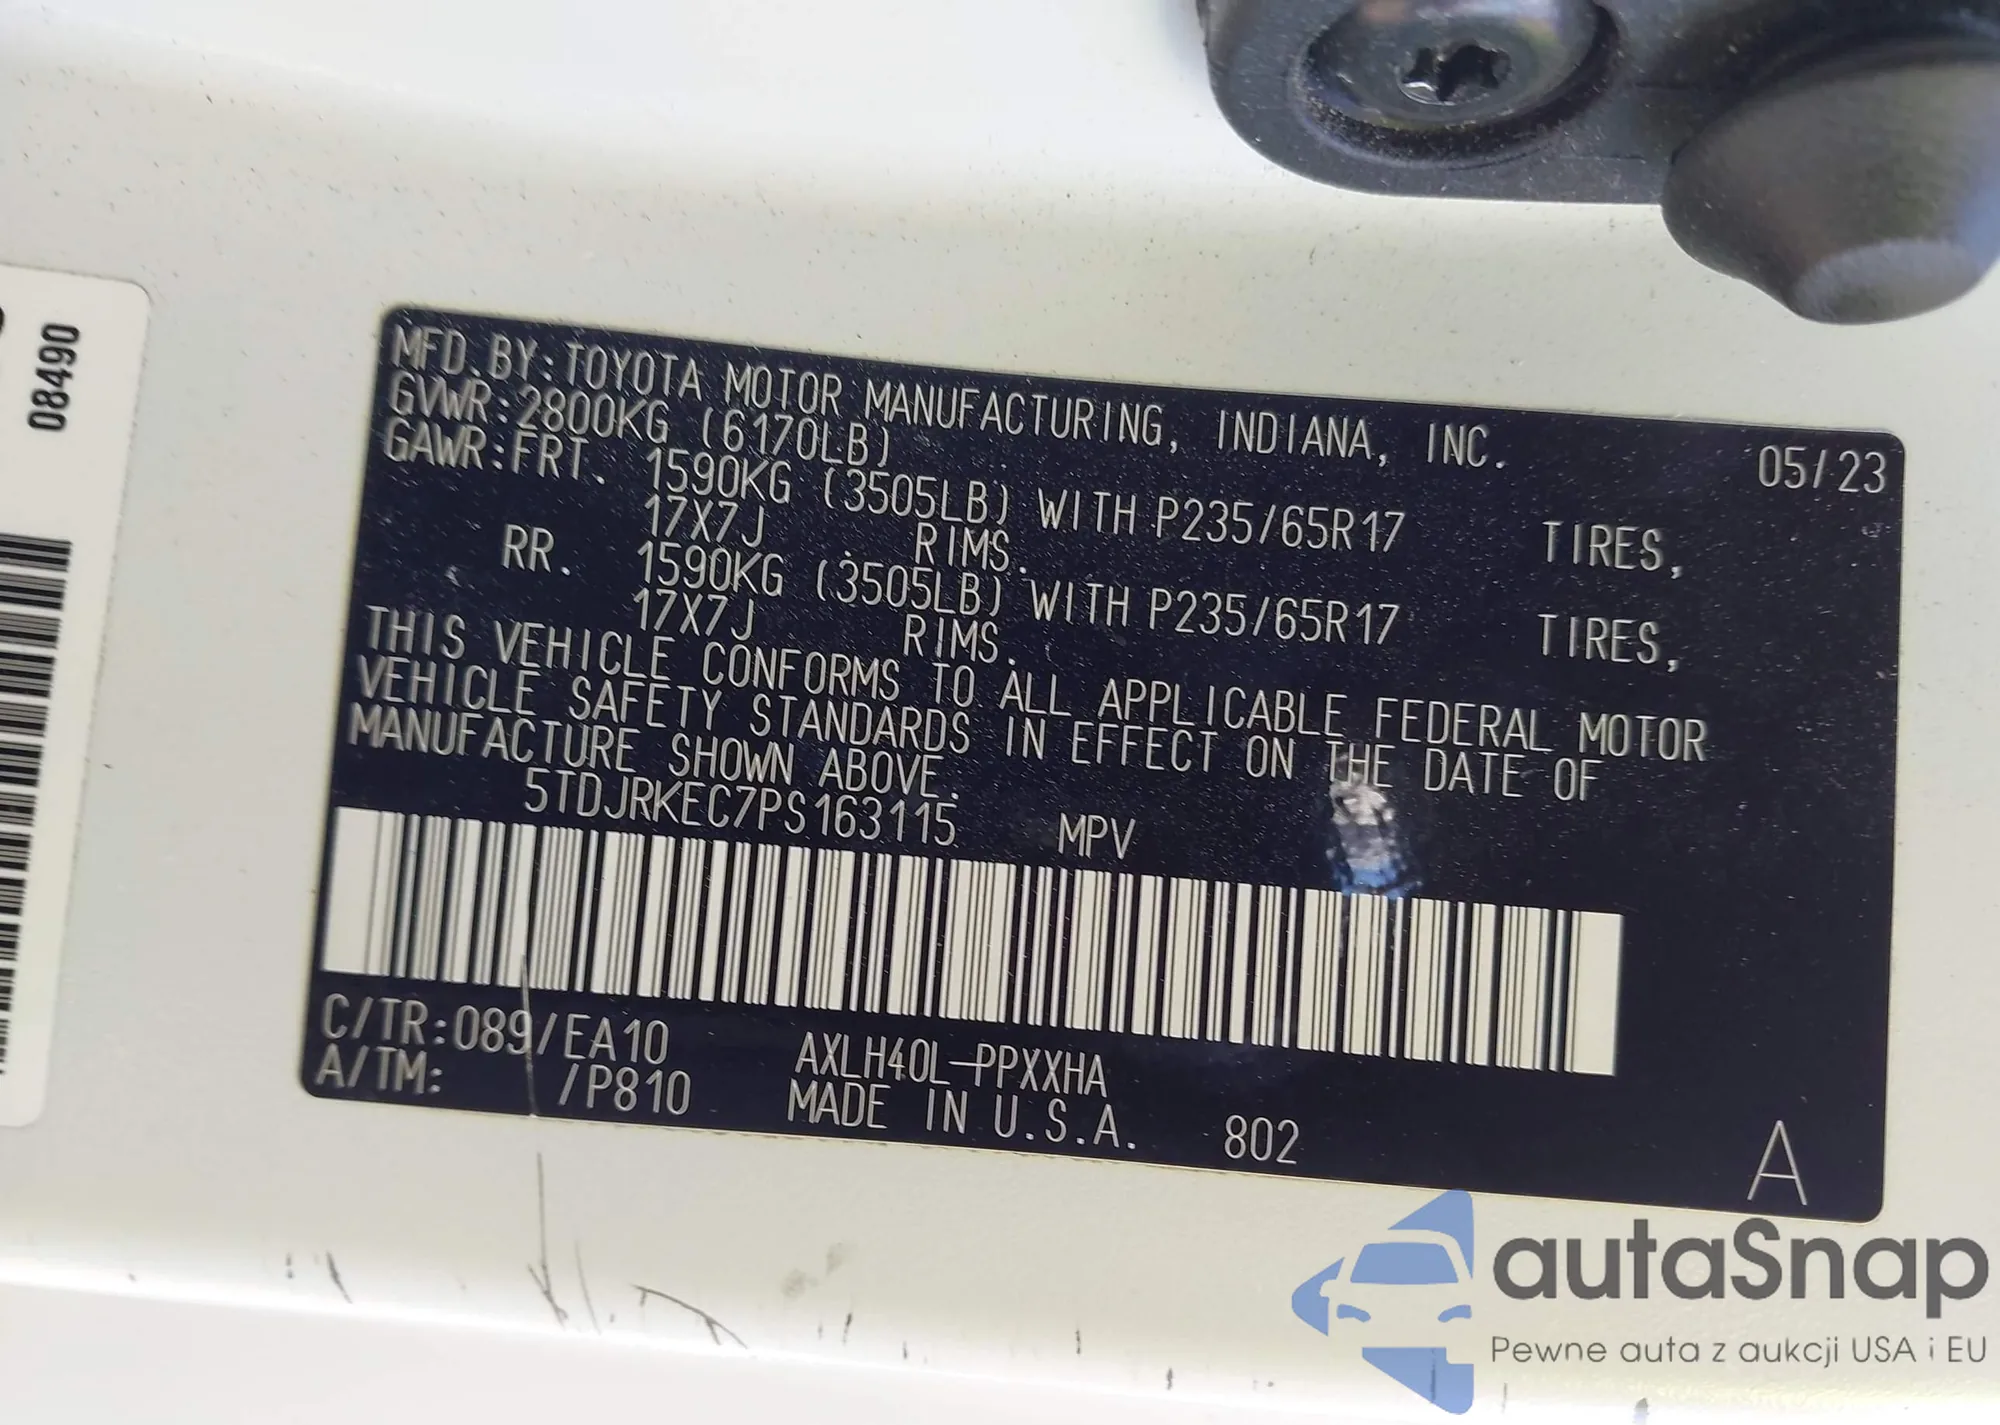 08490
MFD.BY:TOYOTA MOTOR MANUFACTURING, INDIANA, INC. 05/23
GVWR:2800KG (6170LB)
GAWR:FRT. 1590KG (3505LB) WITH P235/65R17 TIRES,
17X7J RIMS.
RR. 1590KG (3505LB) WITH P235/65R17 TIRES,
17X7J RIMS.
THIS VEHICLE CONFORMS TO ALL APPLICABLE FEDERAL MOTOR
VEHICLE SAFETY STANDARDS IN EFFECT ON THE DATE OF
MANUFACTURE SHOWN ABOVE.
5TDJRKEC7PS163115 MPV
C/TR:089/EA10 AXLH40L-PPXXHA
A/TM: /P810 MADE IN U.S.A. 802 A
autaSnap
Pewne auta z aukcji USA i EU